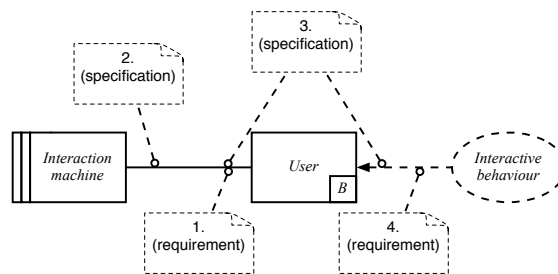 2.
(specification)
3.
(specification)
Interaction
machine
User
B
Interactive
behaviour
1.
(requirement)
4.
(requirement)